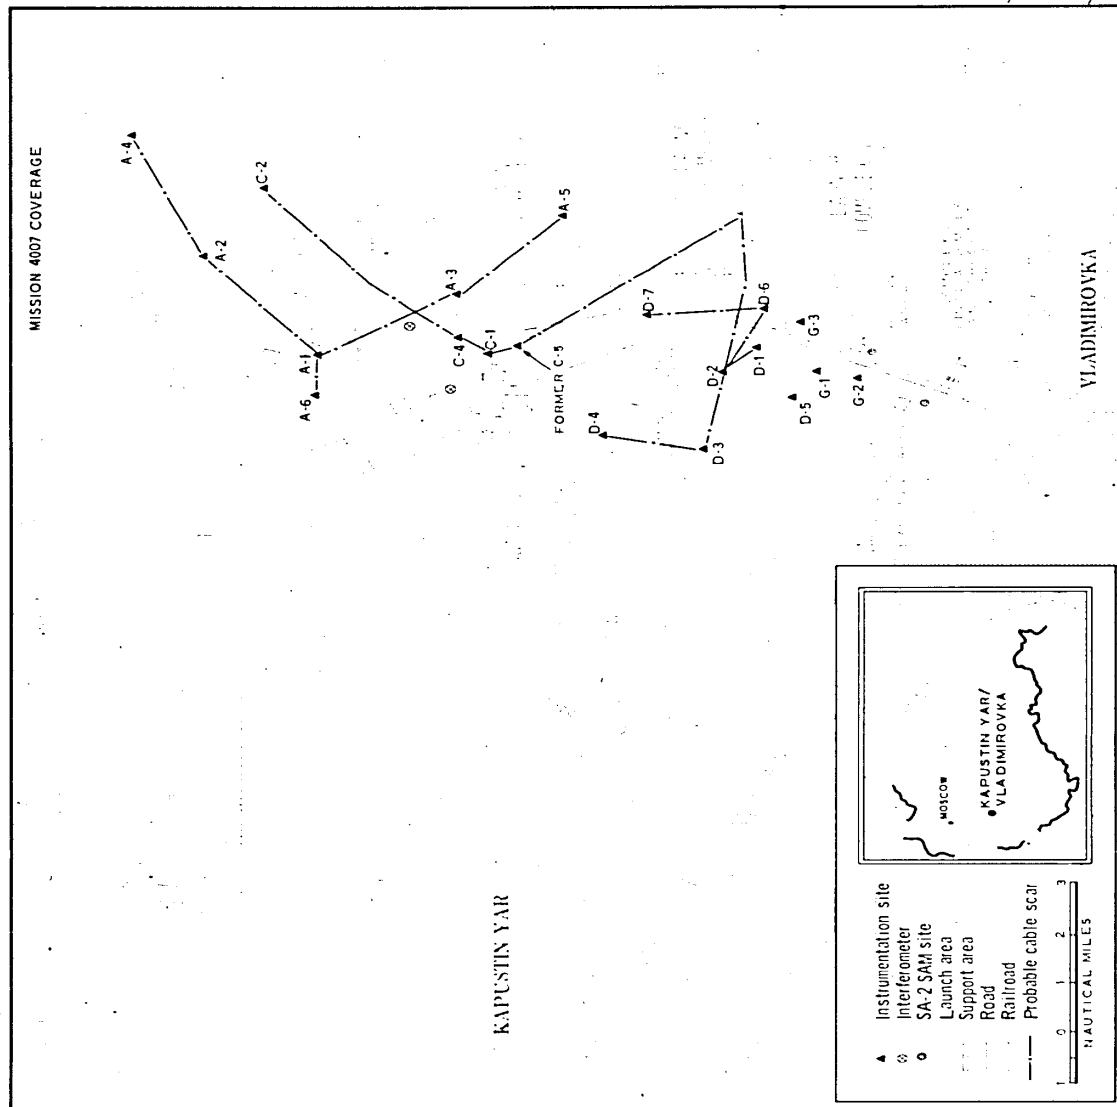 MISSION 4007 COVERAGE
A-4
C-2
A-2
A-5
A-3
A-1
A-6
C-4
C-1
FORMER C-5
D-7
D-6
G-3
D-1
D-2
G-1
G-2
D-5
D-4
D-3
VLADIMIROVKA
KAPUSTIN YAR
MOSCOW
KAPUSTIN YAR/
VLADIMIROVKA
Instrumentation site
Interferometer
SA-2 SAM site
Launch area
Support area
Road
Railroad
Probable cable scar
1 0 1 2 3
NAUTICAL MILES